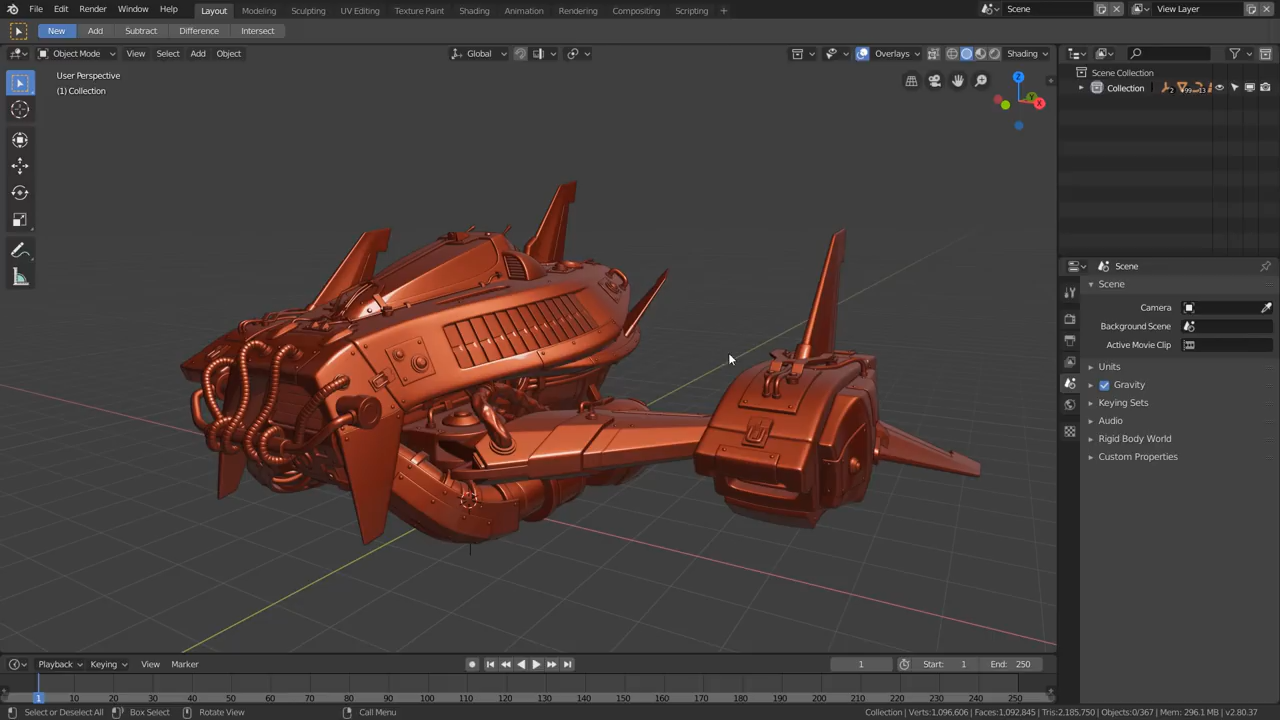 File Edit Render Window Help Layout Modeling Sculpting UV Editing Texture Paint Shading Animation Rendering Compositing Scripting + Scene View Layer
New Add Subtract Difference Intersect
Object Mode View Select Add Object Global Overlays Shading
User Perspective
(1) Collection
Z
Y
X
Scene Collection
Collection 2 99 13
Scene
Scene
Camera
Background Scene
Active Movie Clip
Units
Gravity
Keying Sets
Audio
Rigid Body World
Custom Properties
Playback Keying View Marker 1 Start: 1 End: 250
1 10 20 30 40 50 60 70 80 90 100 110 120 130 140 150 160 170 180 190 200 210 220 230 240 250
Select or Deselect All Box Select Rotate View Call Menu Collection | Verts:1,096,606 | Faces:1,092,845 | Tris:2,185,750 | Objects:0/367 | Mem: 296.1 MB | v2.80.37